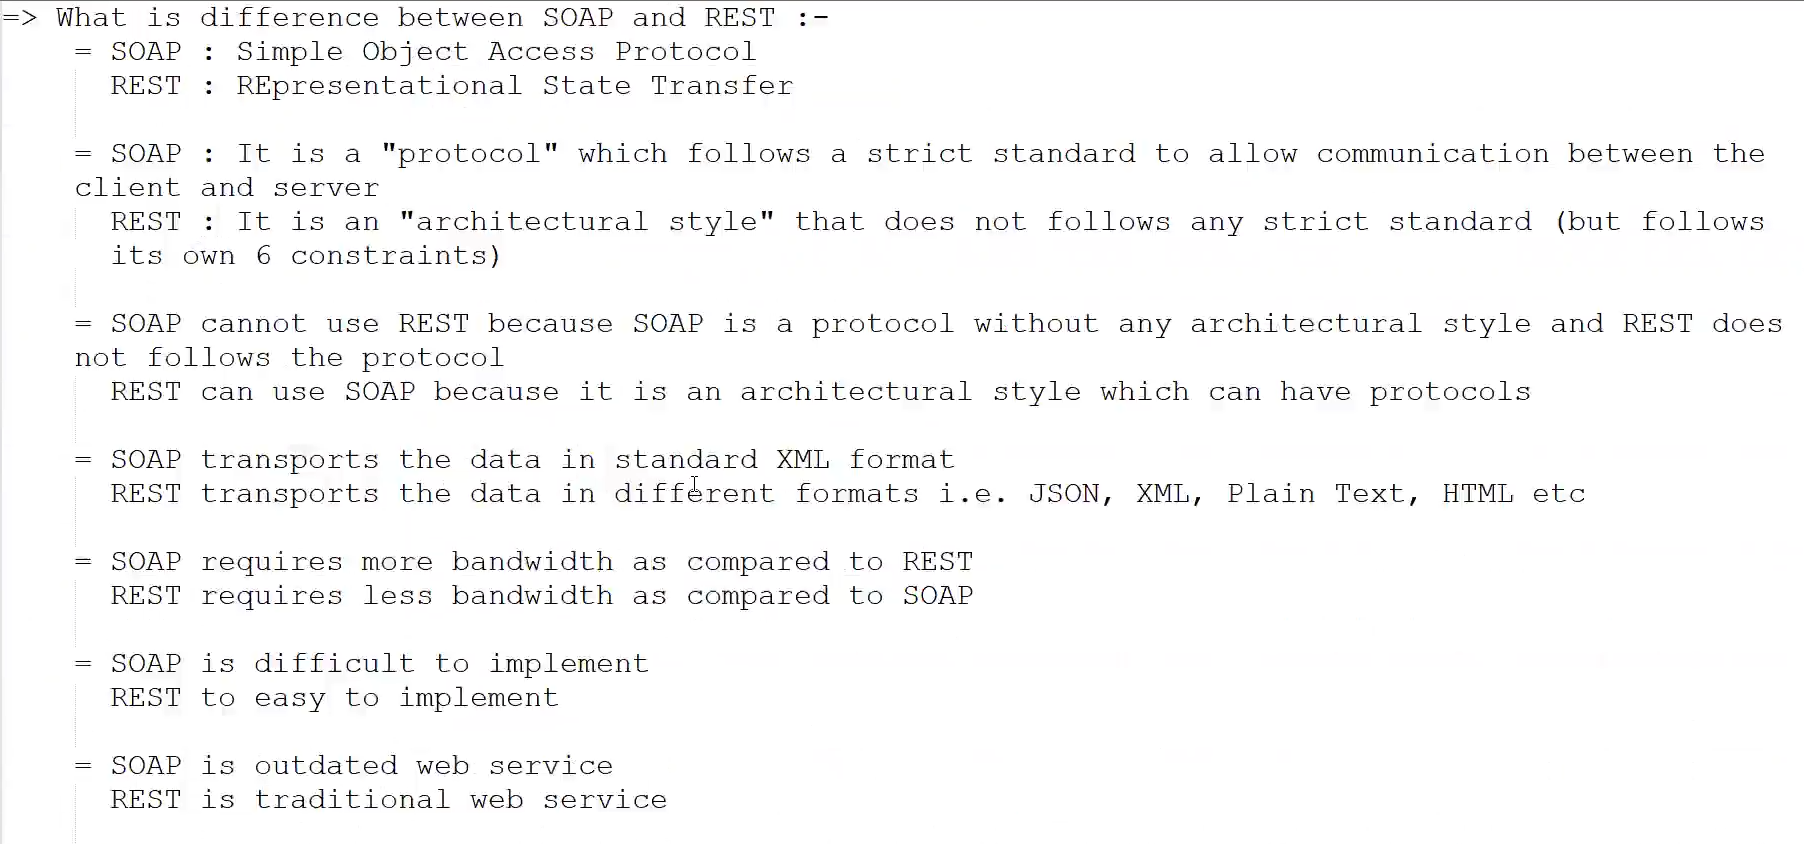 => What is difference between SOAP and REST :-
= SOAP : Simple Object Access Protocol
REST : REpresentational State Transfer
= SOAP : It is a "protocol" which follows a strict standard to allow communication between the
client and server
REST : It is an "architectural style" that does not follows any strict standard (but follows
its own 6 constraints)
= SOAP cannot use REST because SOAP is a protocol without any architectural style and REST does
not follows the protocol
REST can use SOAP because it is an architectural style which can have protocols
= SOAP transports the data in standard XML format
REST transports the data in different formats i.e. JSON, XML, Plain Text, HTML etc
= SOAP requires more bandwidth as compared to REST
REST requires less bandwidth as compared to SOAP
= SOAP is difficult to implement
REST to easy to implement
= SOAP is outdated web service
REST is traditional web service